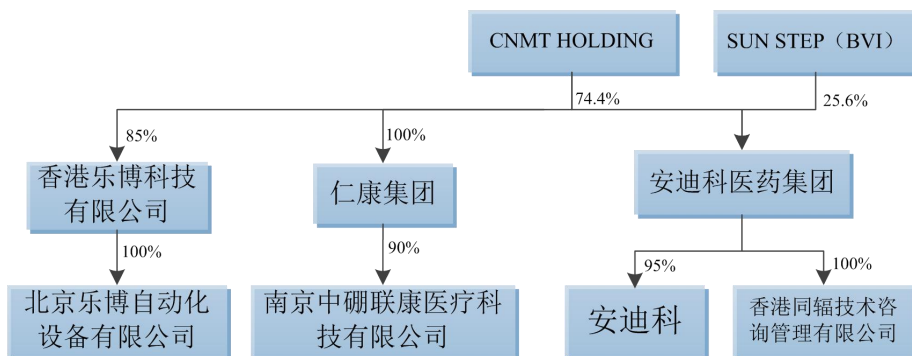 CNMT HOLDING
SUN STEP（BVI）
74.4%
25.6%
85%
100%
香港乐博科技
有限公司
仁康集团
安迪科医药集团
100%
90%
95%
100%
北京乐博自动化
设备有限公司
南京中硼联康医疗科
技有限公司
安迪科
香港同辐技术咨
询管理有限公司